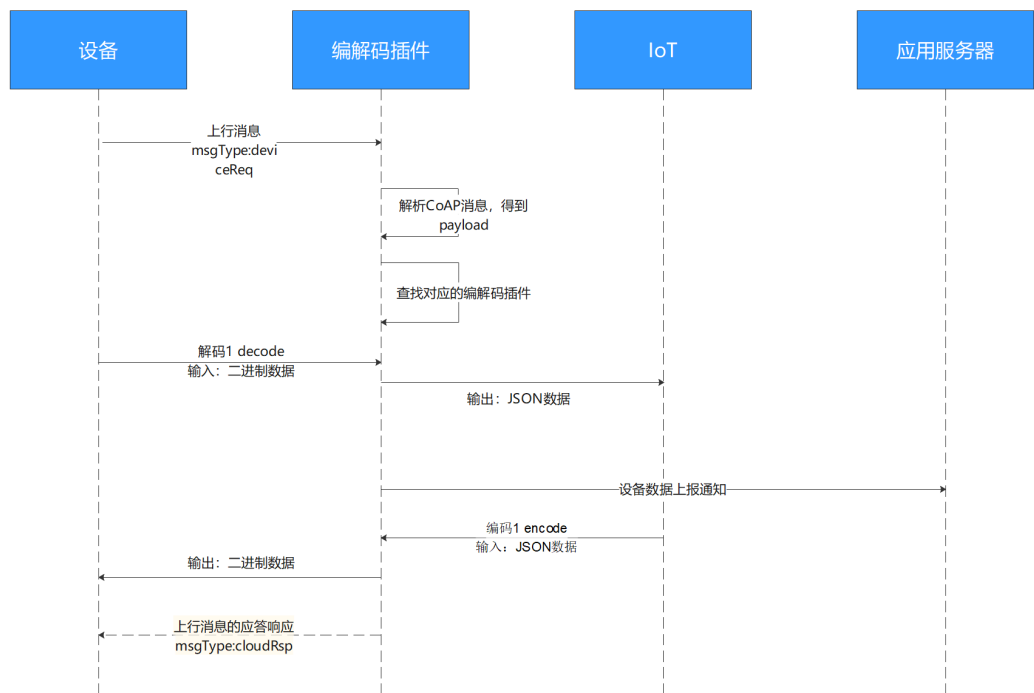 设备
编解码插件
IoT
应用服务器
上行消息
msgType:devi
ceReq
解析CoAP消息，得到
payload
查找对应的编解码插件
解码1 decode
输入：二进制数据
输出：JSON数据
设备数据上报通知
编码1 encode
输入：JSON数据
输出：二进制数据
上行消息的应答响应
msgType:cloudRsp